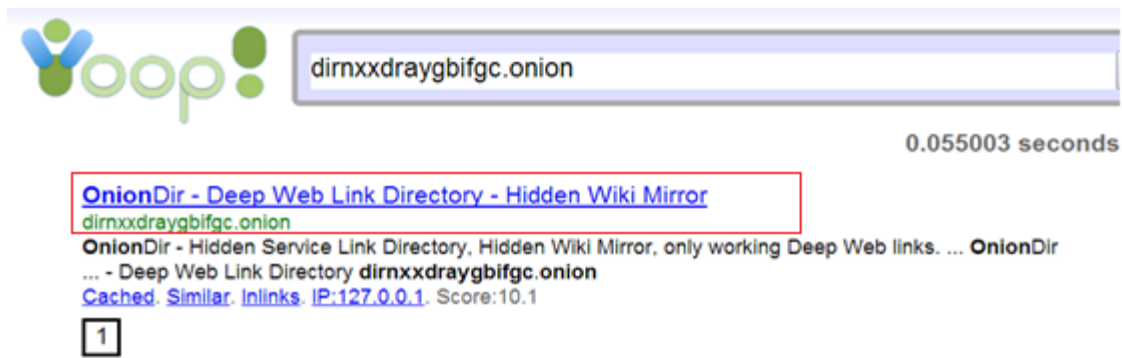 Yoop!
dirnxxdraygbifgc.onion
0.055003 seconds
OnionDir - Deep Web Link Directory - Hidden Wiki Mirror
dirnxxdraygbifgc.onion
OnionDir - Hidden Service Link Directory, Hidden Wiki Mirror, only working Deep Web links. ... OnionDir
... - Deep Web Link Directory dirnxxdraygbifgc.onion
Cached. Similar. Inlinks. IP:127.0.0.1. Score:10.1
1